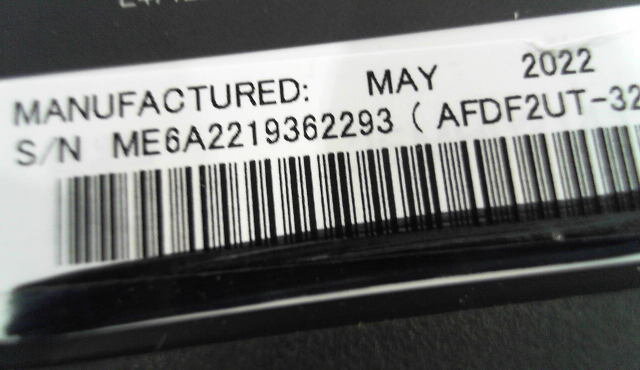 MANUFACTURED: MAY 2022
S/N ME6A2219362293 ( AFDF2UT-32